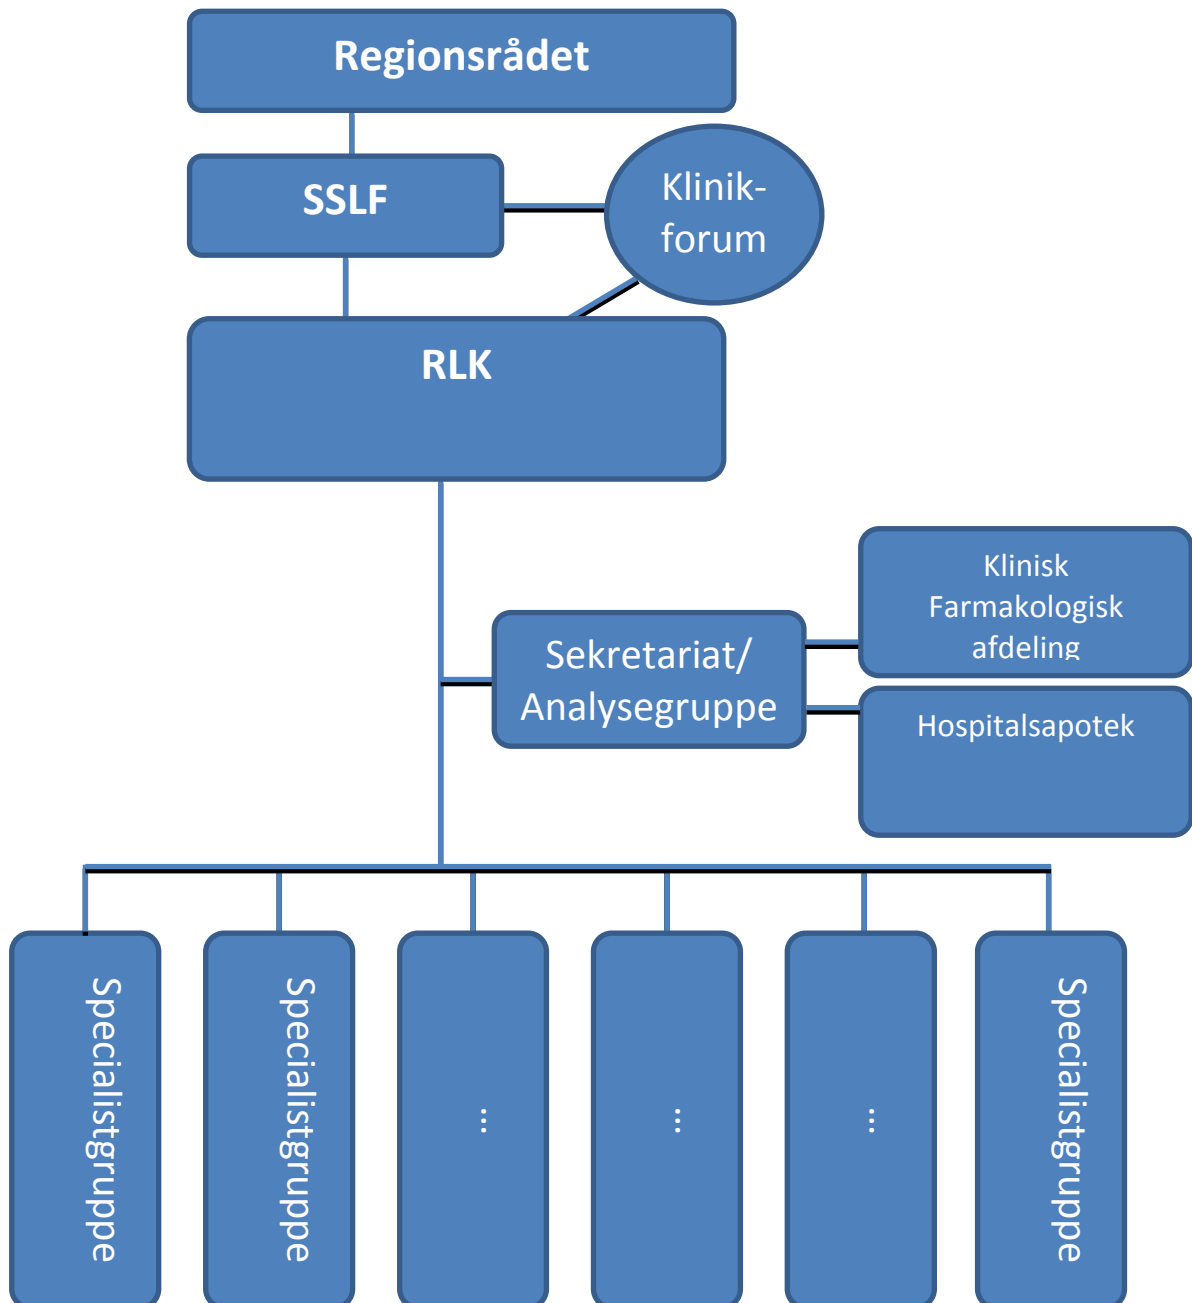 Regionsrådet
SSLF
Klinik-
forum
RLK
Klinisk
Farmakologisk
afdeling
Sekretariat/
Analysegruppe
Hospitalsapotek
Specialistgruppe
Specialistgruppe
...
...
...
Specialistgruppe